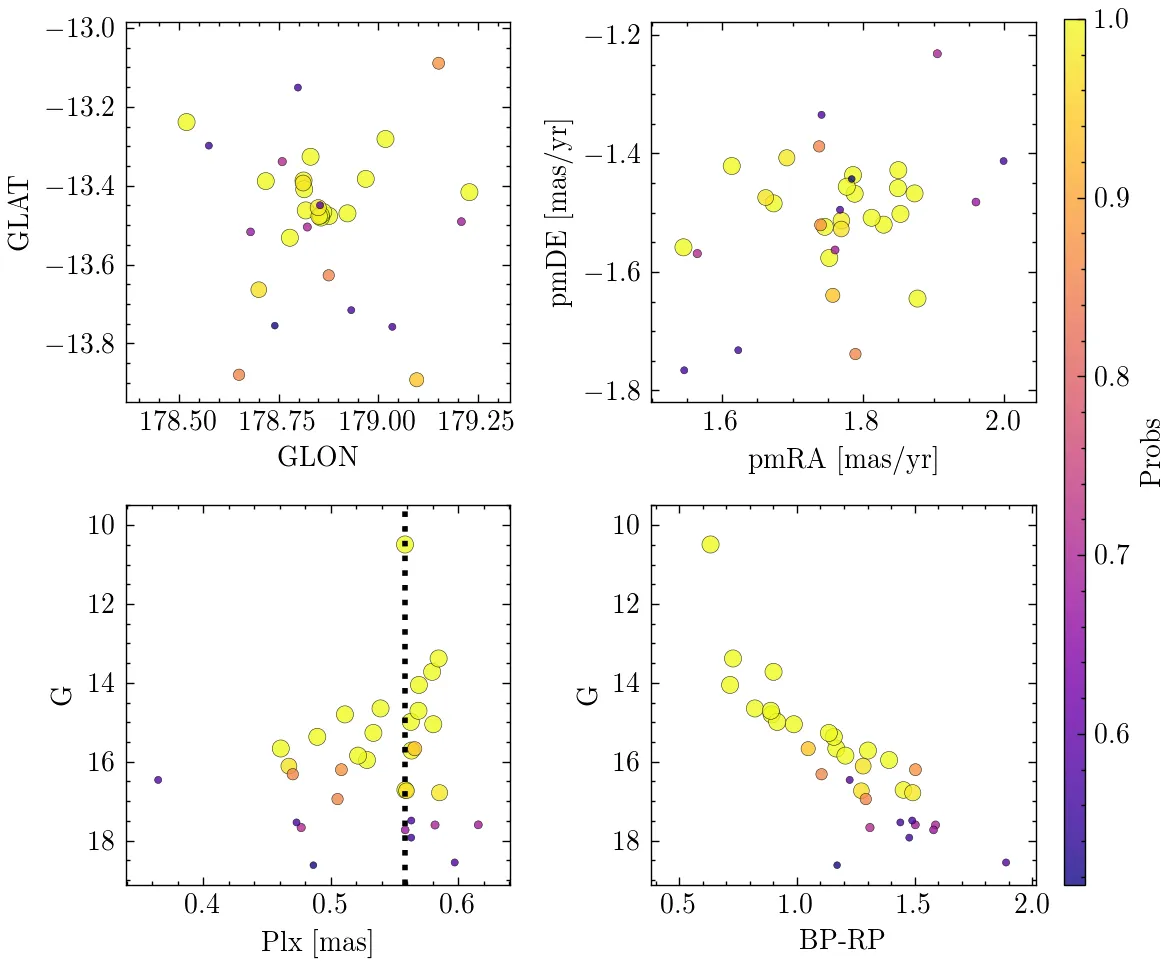 −13.0
−13.2
−13.4
−13.6
−13.8
GLAT
178.50 178.75 179.00 179.25
GLON
−1.2
−1.4
−1.6
−1.8
pmDE [mas/yr]
1.6 1.8 2.0
pmRA [mas/yr]
10
12
14
16
18
G
0.4 0.5 0.6
Plx [mas]
10
12
14
16
18
G
0.5 1.0 1.5 2.0
BP-RP
1.0
0.9
0.8
0.7
0.6
Probs